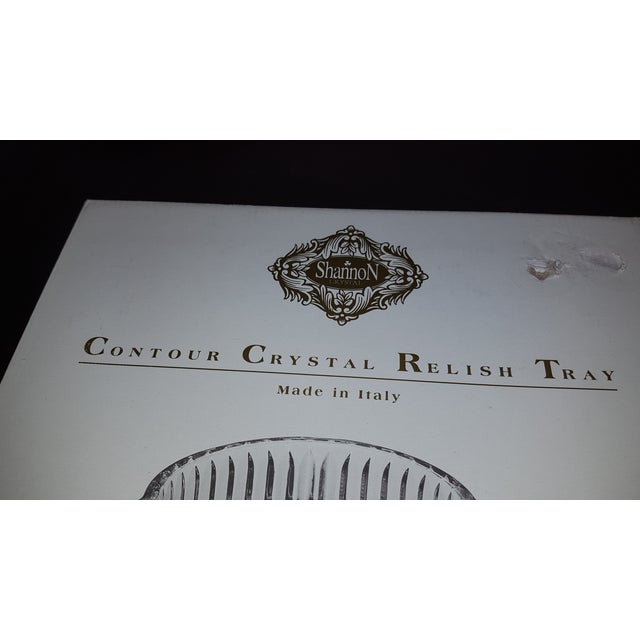 ShannoN
CRYSTAL
CONTOUR CRYSTAL RELISH TRAY
Made in Italy